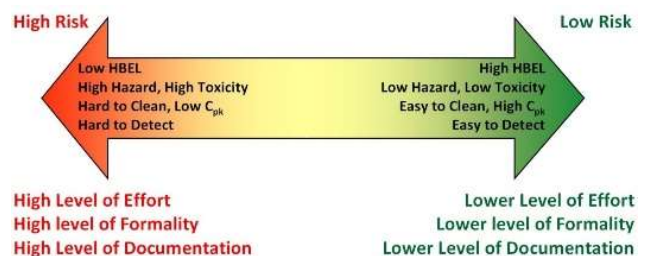 High Risk
Low Risk
Low HBEL
High Hazard, High Toxicity
Hard to Clean, Low Cpk
Hard to Detect
High HBEL
Low Hazard, Low Toxicity
Easy to Clean, High Cpk
Easy to Detect
High Level of Effort
High level of Formality
High Level of Documentation
Lower Level of Effort
Lower level of Formality
Lower Level of Documentation